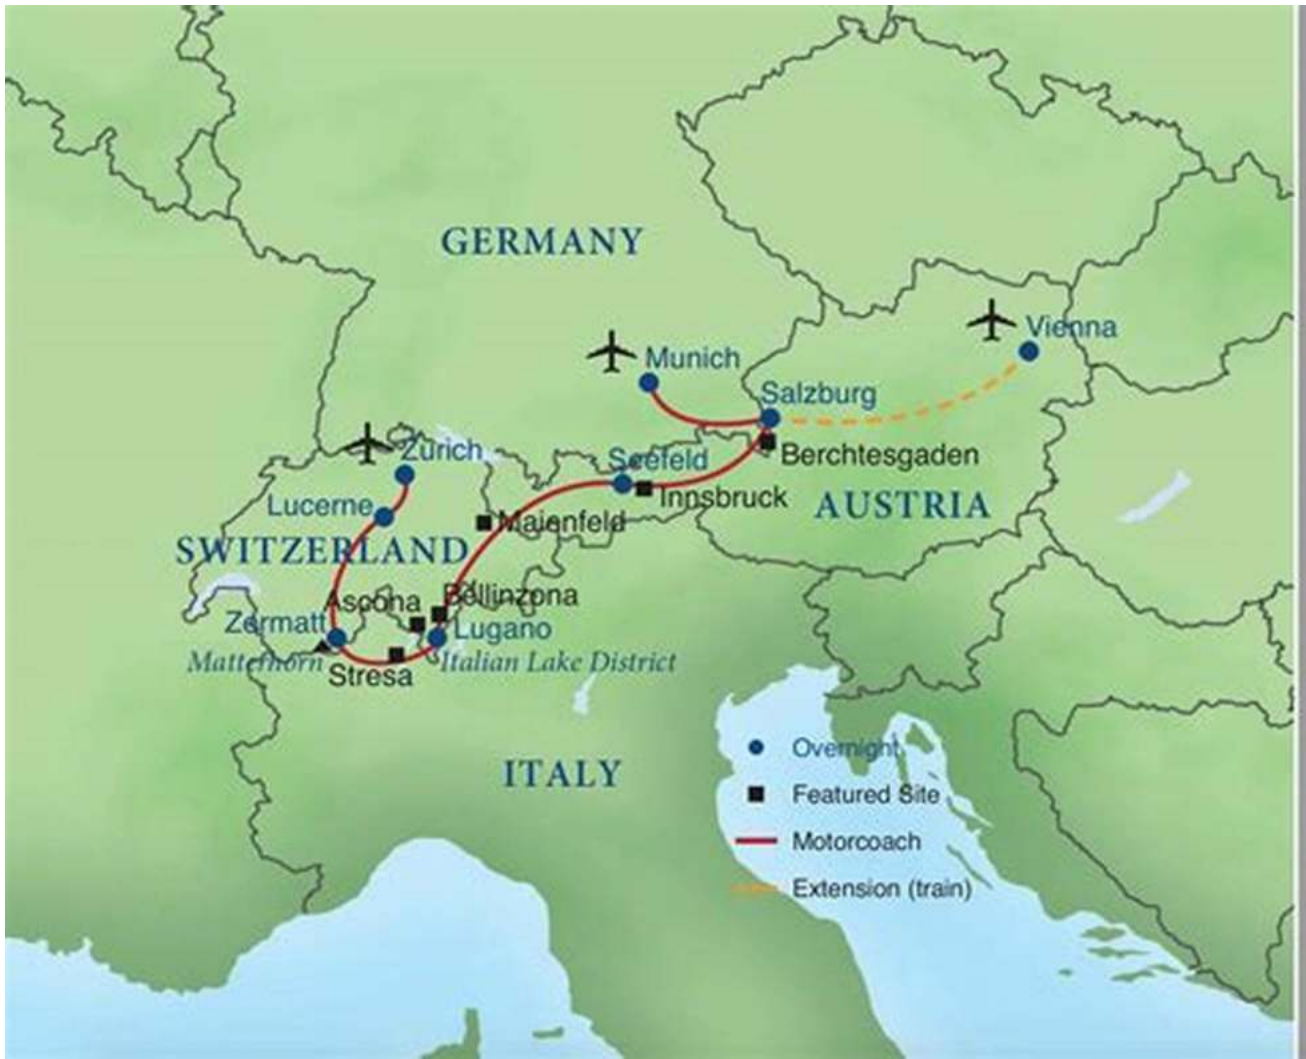 GERMANY
Vienna
Munich
Salzburg
Zurich
Seefeld
Berchtesgaden
Lucerne
Innsbruck
AUSTRIA
Maienfeld
SWITZERLAND
Ascona
Bellinzona
Zermatt
Lugano
Matterhorn
Italian Lake District
Stresa
ITALY
Overnight
Featured Site
Motorcoach
Extension (train)